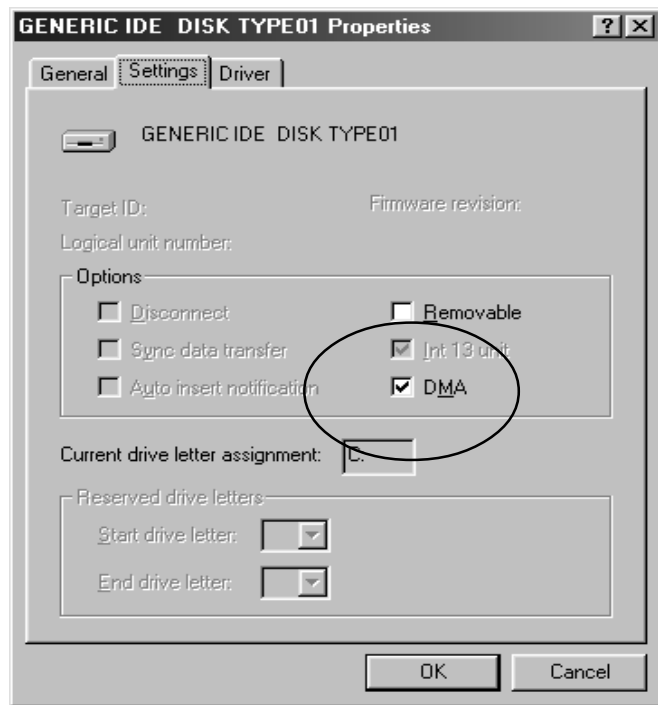 GENERIC IDE DISK TYPE01 Properties
General Settings Driver
GENERIC IDE DISK TYPE01
Target ID: Firmware revision:
Logical unit number:
Options
Disconnect Removable
Sync data transfer Int 13 unit
Auto insert notification DMA
Current drive letter assignment: C:
Reserved drive letters
Start drive letter:
End drive letter:
OK Cancel